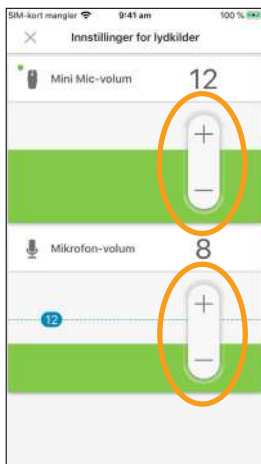 SIM-kort mangler 9:41 am 100 %
Innstillinger for lydkilder
Mini Mic-volum 12
+
−
Mikrofon-volum 8
+
12
−